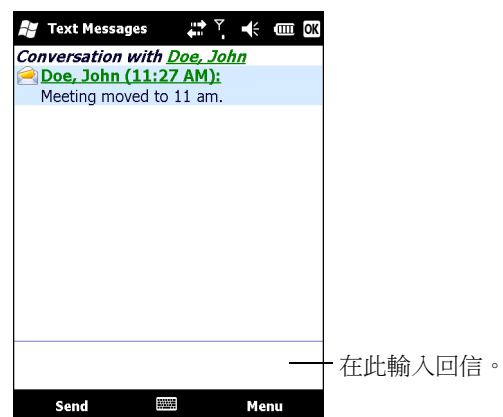 Text Messages OK
Conversation with Doe, John
Doe, John (11:27 AM):
Meeting moved to 11 am.
在此輸入回信。
Send Menu